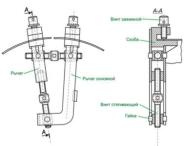 А
А-А
Винт зажимной
Скоба
Рычаг
Рычаг основной
Винт стягивающий
Гайка
А